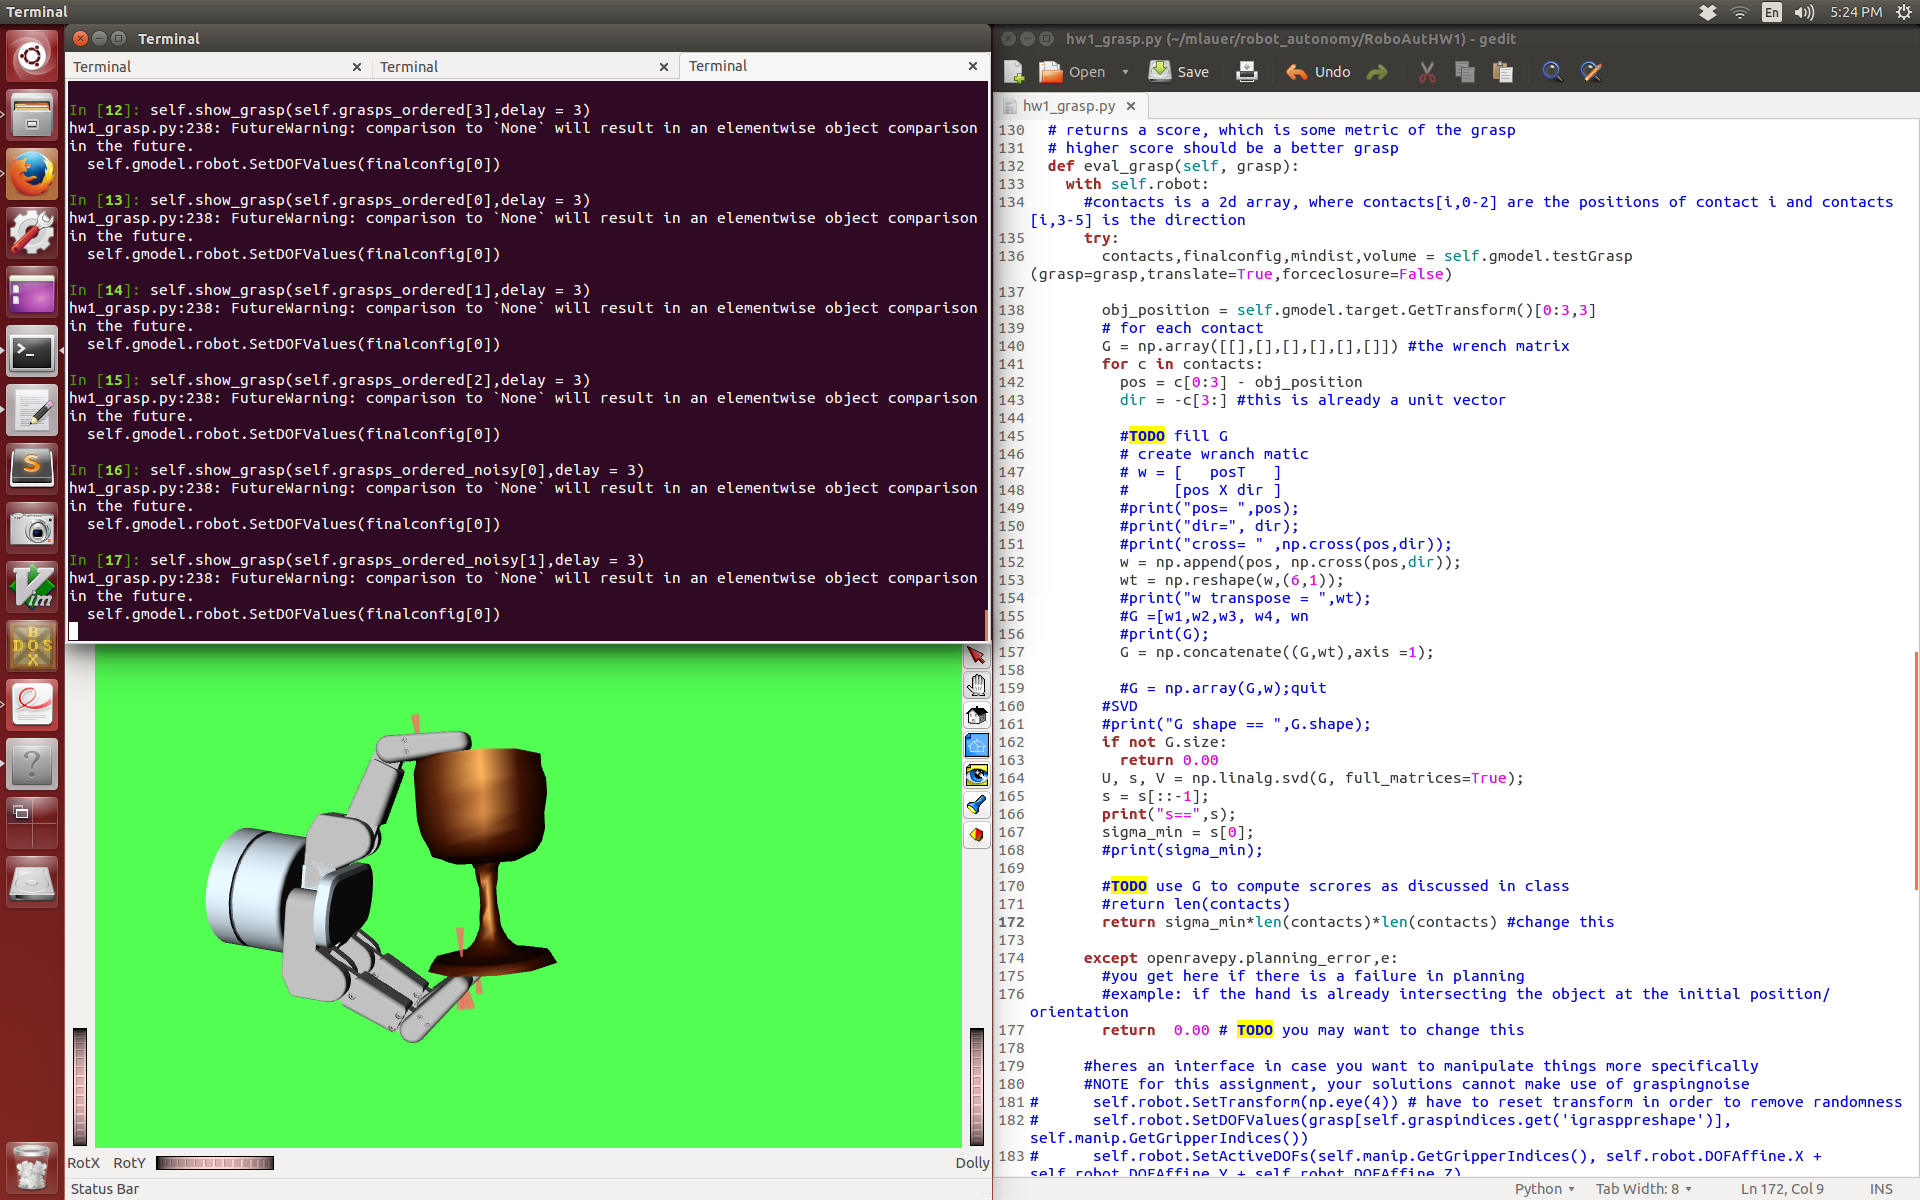 Terminal
En
5:24 PM
Terminal
Terminal
Terminal
Terminal
In [12]: self.show_grasp(self.grasps_ordered[3],delay = 3)
hw1_grasp.py:238: FutureWarning: comparison to `None` will result in an elementwise object comparison
in the future.
  self.gmodel.robot.SetDOFValues(finalconfig[0])
In [13]: self.show_grasp(self.grasps_ordered[0],delay = 3)
hw1_grasp.py:238: FutureWarning: comparison to `None` will result in an elementwise object comparison
in the future.
  self.gmodel.robot.SetDOFValues(finalconfig[0])
In [14]: self.show_grasp(self.grasps_ordered[1],delay = 3)
hw1_grasp.py:238: FutureWarning: comparison to `None` will result in an elementwise object comparison
in the future.
  self.gmodel.robot.SetDOFValues(finalconfig[0])
In [15]: self.show_grasp(self.grasps_ordered[2],delay = 3)
hw1_grasp.py:238: FutureWarning: comparison to `None` will result in an elementwise object comparison
in the future.
  self.gmodel.robot.SetDOFValues(finalconfig[0])
In [16]: self.show_grasp(self.grasps_ordered_noisy[0],delay = 3)
hw1_grasp.py:238: FutureWarning: comparison to `None` will result in an elementwise object comparison
in the future.
  self.gmodel.robot.SetDOFValues(finalconfig[0])
In [17]: self.show_grasp(self.grasps_ordered_noisy[1],delay = 3)
hw1_grasp.py:238: FutureWarning: comparison to `None` will result in an elementwise object comparison
in the future.
  self.gmodel.robot.SetDOFValues(finalconfig[0])
RotX RotY
Dolly
Status Bar
hw1_grasp.py (~/mlauer/robot_autonomy/RoboAutHW1) - gedit
Open Save Undo
hw1_grasp.py
130   # returns a score, which is some metric of the grasp
131   # higher score should be a better grasp
132   def eval_grasp(self, grasp):
133     with self.robot:
134       #contacts is a 2d array, where contacts[i,0-2] are the positions of contact i and contacts
[i,3-5] is the direction
135       try:
136         contacts,finalconfig,mindist,volume = self.gmodel.testGrasp
(grasp=grasp,translate=True,forceclosure=False)
137
138         obj_position = self.gmodel.target.GetTransform()[0:3,3]
139         # for each contact
140         G = np.array([[],[],[],[],[],[]]) #the wrench matrix
141         for c in contacts:
142           pos = c[0:3] - obj_position
143           dir = -c[3:] #this is already a unit vector
144
145           #TODO fill G
146           # create wranch matic
147           # w = [   posT   ]
148           #     [pos X dir ]
149           #print("pos= ",pos);
150           #print("dir=", dir);
151           #print("cross= " ,np.cross(pos,dir));
152           w = np.append(pos, np.cross(pos,dir));
153           wt = np.reshape(w,(6,1));
154           #print("w transpose = ",wt);
155           #G =[w1,w2,w3, w4, wn
156           #print(G);
157           G = np.concatenate((G,wt),axis =1);
158
159           #G = np.array(G,w);quit
160         #SVD
161         #print("G shape == ",G.shape);
162         if not G.size:
163           return 0.00
164         U, s, V = np.linalg.svd(G, full_matrices=True);
165         s = s[::-1];
166         print("s==",s);
167         sigma_min = s[0];
168         #print(sigma_min);
169
170         #TODO use G to compute scrores as discussed in class
171         #return len(contacts)
172         return sigma_min*len(contacts)*len(contacts) #change this
173
174       except openravepy.planning_error,e:
175         #you get here if there is a failure in planning
176         #example: if the hand is already intersecting the object at the initial position/
orientation
177         return  0.00 # TODO you may want to change this
178
179       #heres an interface in case you want to manipulate things more specifically
180       #NOTE for this assignment, your solutions cannot make use of graspingnoise
181 #      self.robot.SetTransform(np.eye(4)) # have to reset transform in order to remove randomness
182 #      self.robot.SetDOFValues(grasp[self.graspindices.get('igrasppreshape')],
self.manip.GetGripperIndices())
183 #      self.robot.SetActiveDOFs(self.manip.GetGripperIndices(), self.robot.DOFAffine.X +
self.robot.DOFAffine.Y + self.robot.DOFAffine.Z)
Python Tab Width: 8 Ln 172, Col 9 INS